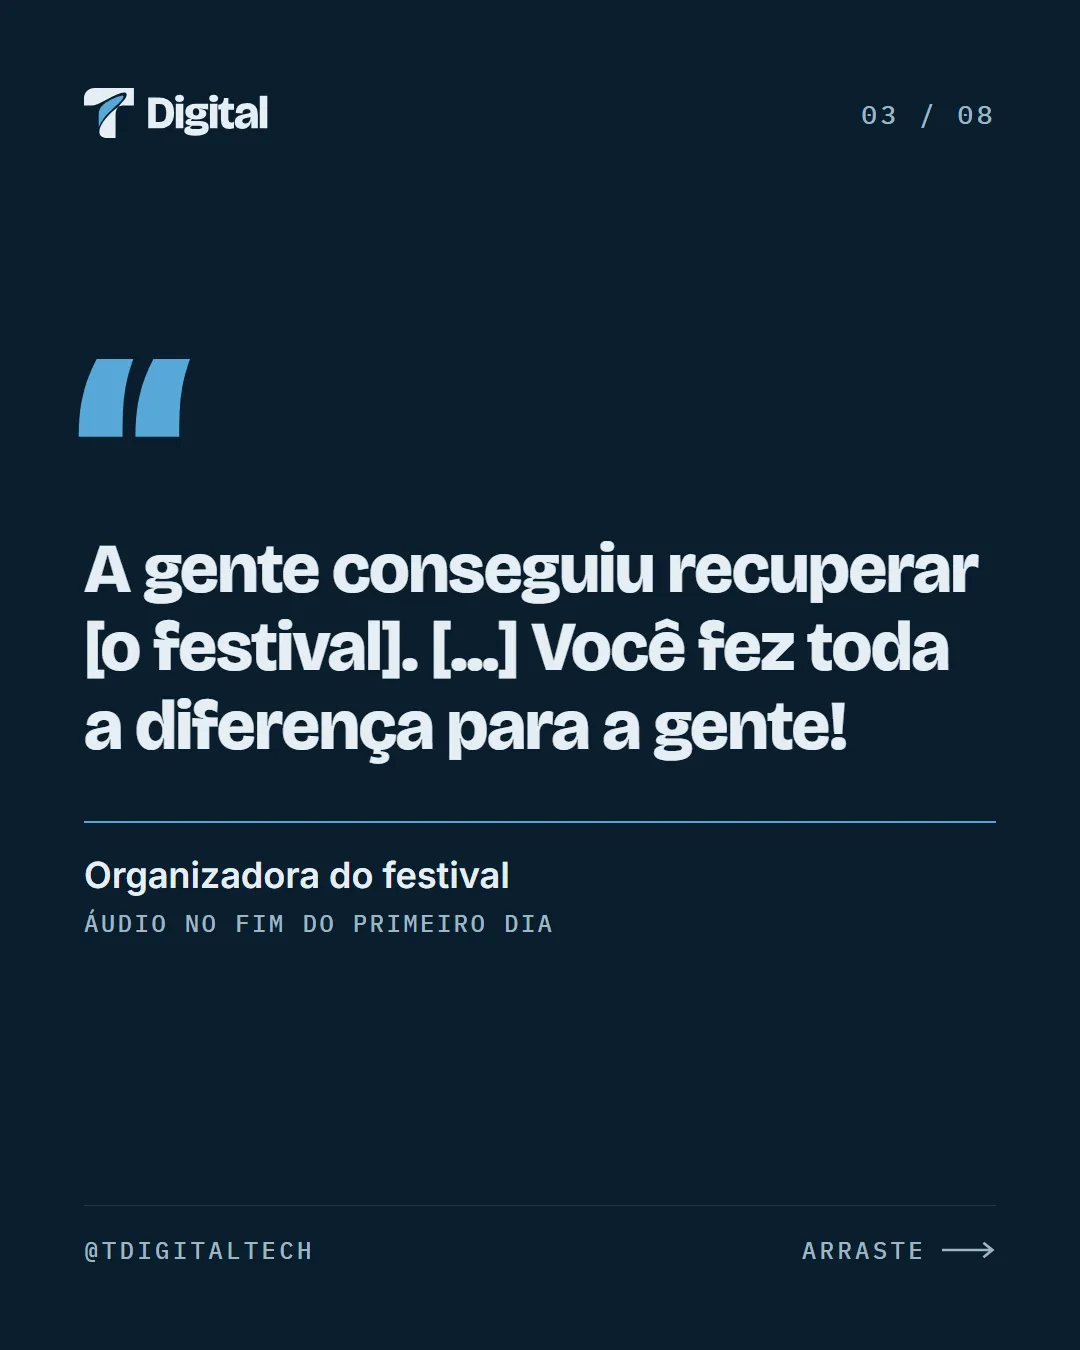 Digital
03 / 08
“
A gente conseguiu recuperar
[o festival]. [...] Você fez toda
a diferença para a gente!
Organizadora do festival
ÁUDIO NO FIM DO PRIMEIRO DIA
@TDIGITALTECH
ARRASTE →